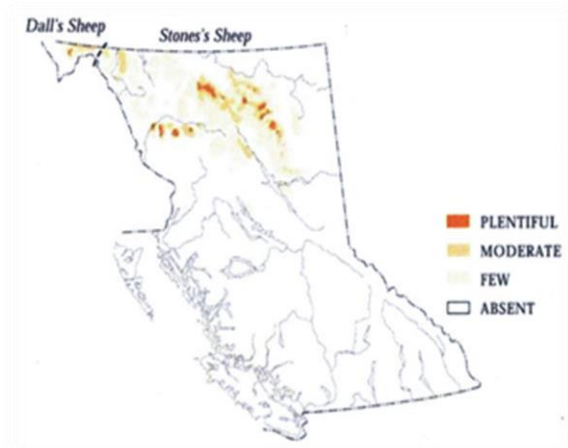 Dall's Sheep
Stones's Sheep
PLENTIFUL
MODERATE
FEW
ABSENT